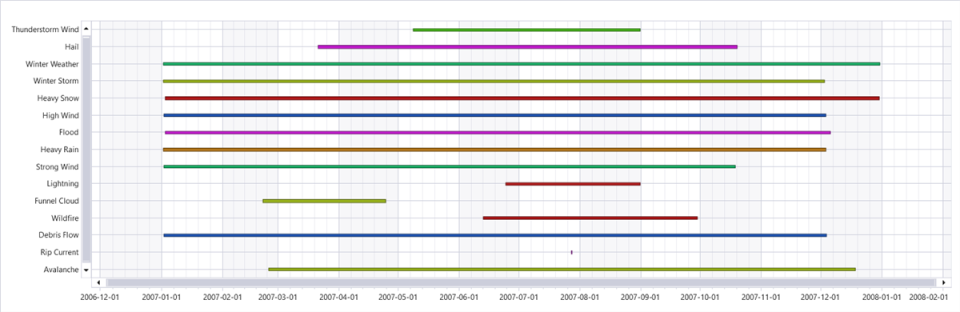 Thunderstorm Wind
Hail
Winter Weather
Winter Storm
Heavy Snow
High Wind
Flood
Heavy Rain
Strong Wind
Lightning
Funnel Cloud
Wildfire
Debris Flow
Rip Current
Avalanche
2006-12-01 2007-01-01 2007-02-01 2007-03-01 2007-04-01 2007-05-01 2007-06-01 2007-07-01 2007-08-01 2007-09-01 2007-10-01 2007-11-01 2007-12-01 2008-01-01 2008-02-01